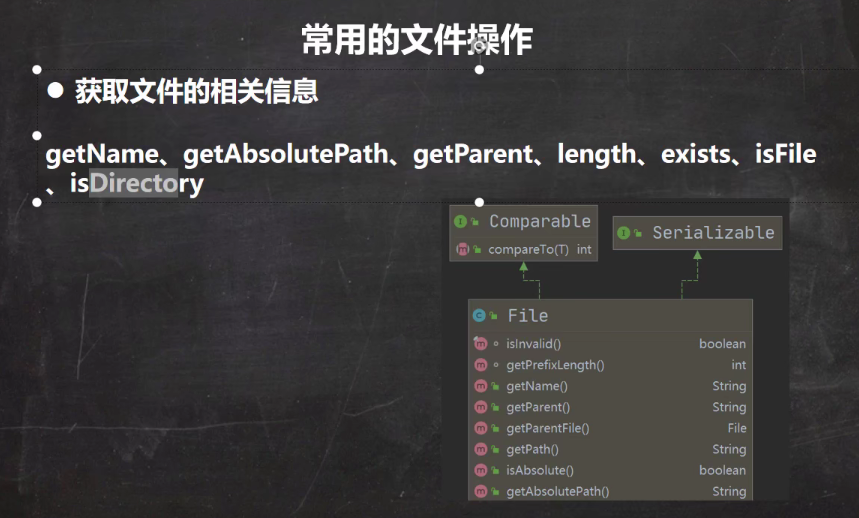 常用的文件操作
● 获取文件的相关信息
getName、getAbsolutePath、getParent、length、exists、isFile
、isDirectory
Comparable
compareTo(T) int
Serializable
File
isInvalid() boolean
getPrefixLength() int
getName() String
getParent() String
getParentFile() File
getPath() String
isAbsolute() boolean
getAbsolutePath() String